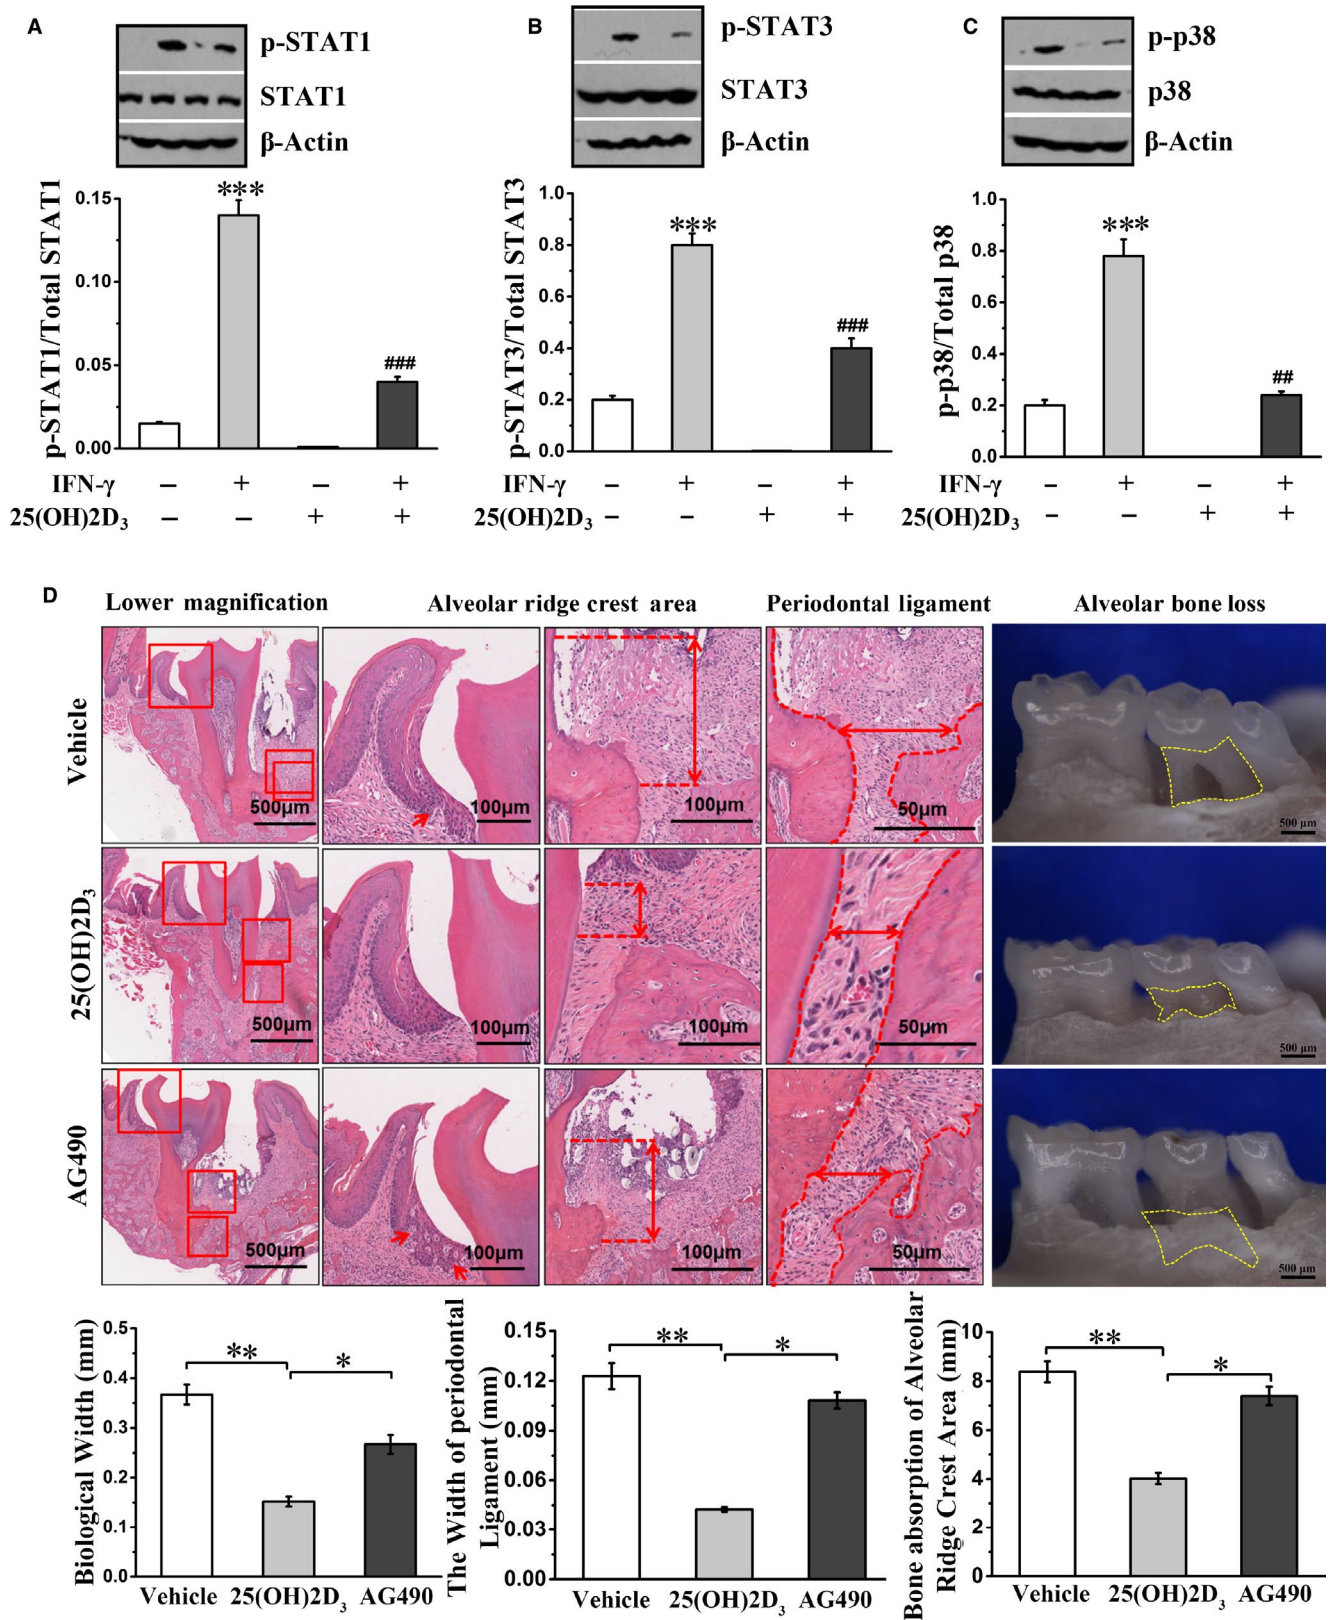 A
p-STAT1
STAT1
β-Actin
p-STAT1/Total STAT1
0.15
0.10
0.05
0.00
***
###
IFN-γ – + – +
25(OH)2D₃ – – + +
B
p-STAT3
STAT3
β-Actin
p-STAT3/Total STAT3
1.0
0.8
0.6
0.4
0.2
0.0
***
###
IFN-γ – + – +
25(OH)2D₃ – – + +
C
p-p38
p38
β-Actin
p-p38/Total p38
1.0
0.8
0.6
0.4
0.2
0.0
***
##
IFN-γ – + – +
25(OH)2D₃ – – + +
D
Lower magnification
Alveolar ridge crest area
Periodontal ligament
Alveolar bone loss
Vehicle
500μm
100μm
100μm
50μm
500 μm
25(OH)2D₃
500μm
100μm
100μm
50μm
500 μm
AG490
500μm
100μm
100μm
50μm
500 μm
Biological Width (mm)
0.5
0.4
0.3
0.2
0.1
0.0
**
*
Vehicle 25(OH)2D₃ AG490
The Width of periodontal
Ligament (mm)
0.15
0.12
0.09
0.06
0.03
0.00
**
*
Vehicle 25(OH)2D₃ AG490
Bone absorption of Alveolar
Ridge Crest Area (mm)
10
8
6
4
2
0
**
*
Vehicle 25(OH)2D₃ AG490